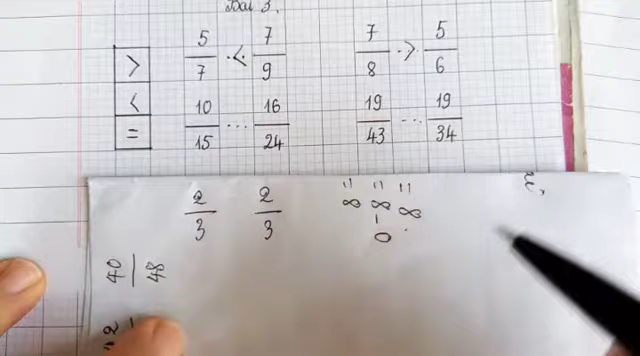 Bài 3.
5/7 .<. 7/9 7/8 .>. 5/6
>
<
=
10/15 ... 16/24 19/43 ... 19/34
2/3 2/3
40/48